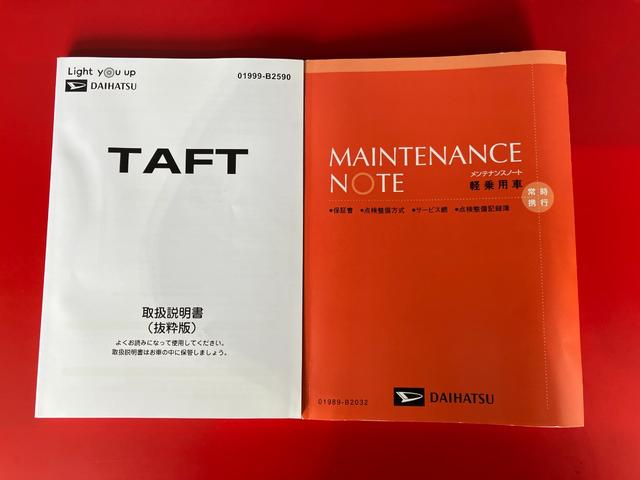 Light you up
DAIHATSU
01999-B2590
TAFT
取扱説明書
(抜粋版)
よくお読みになって使用してください。
取扱説明書はお車の中に保管しましょう。
MAINTENANCE
NOTE
メンテナンスノート
軽乗用車
常時
携行
●保証書 ●点検整備方式 ●サービス網 ●点検整備記録簿
01989-B2032
DAIHATSU